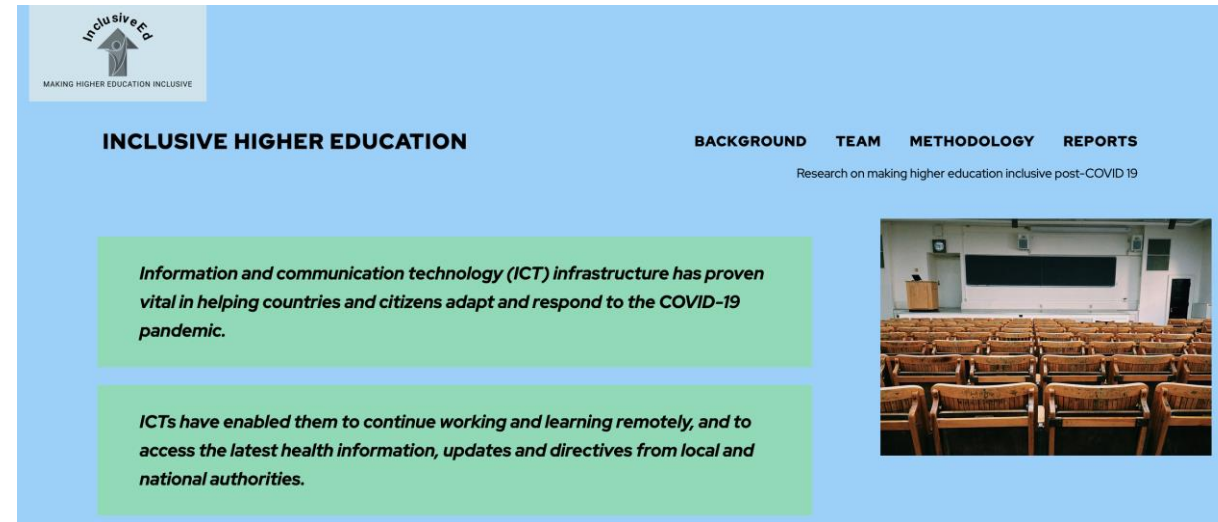 InclusiveEd
MAKING HIGHER EDUCATION INCLUSIVE
INCLUSIVE HIGHER EDUCATION
BACKGROUND TEAM METHODOLOGY REPORTS
Research on making higher education inclusive post-COVID 19
Information and communication technology (ICT) infrastructure has proven
vital in helping countries and citizens adapt and respond to the COVID-19
pandemic.
ICTs have enabled them to continue working and learning remotely, and to
access the latest health information, updates and directives from local and
national authorities.